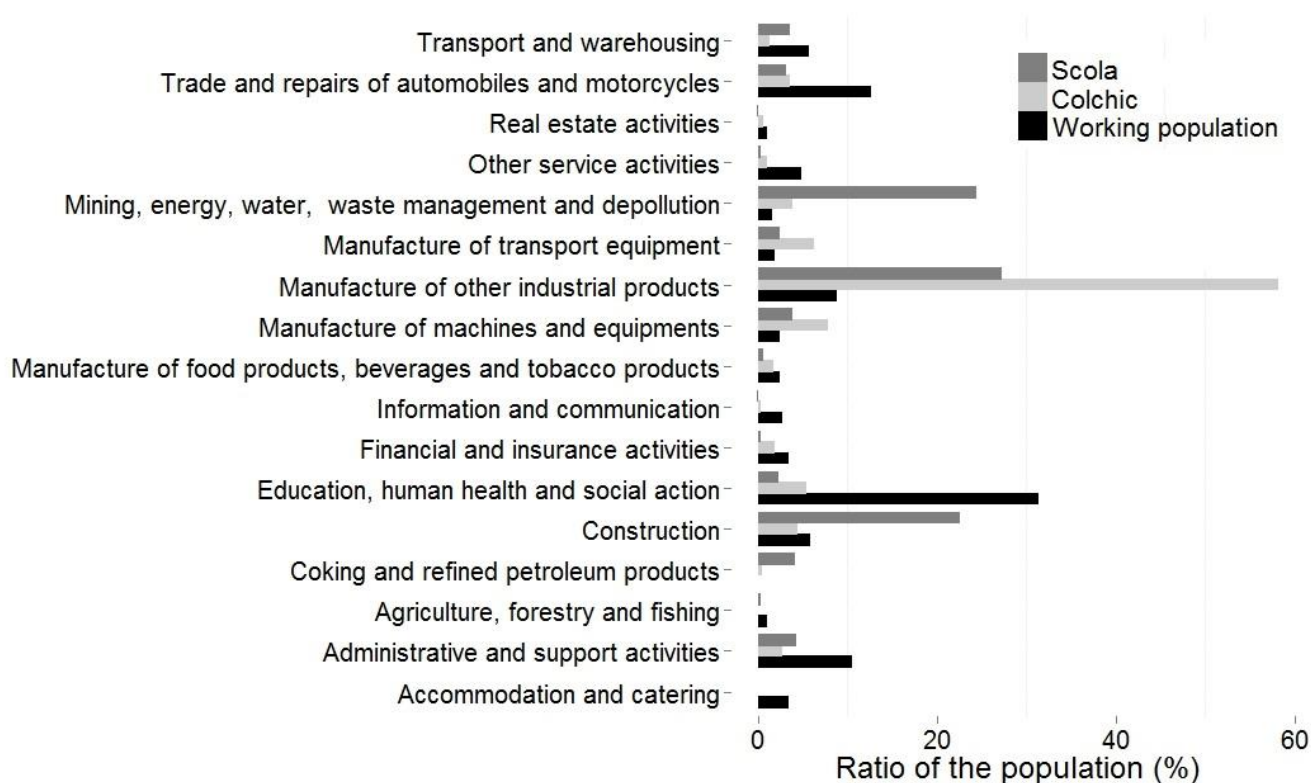 Transport and warehousing
Trade and repairs of automobiles and motorcycles
Real estate activities
Other service activities
Mining, energy, water, waste management and depollution
Manufacture of transport equipment
Manufacture of other industrial products
Manufacture of machines and equipments
Manufacture of food products, beverages and tobacco products
Information and communication
Financial and insurance activities
Education, human health and social action
Construction
Coking and refined petroleum products
Agriculture, forestry and fishing
Administrative and support activities
Accommodation and catering
Scola
Colchic
Working population
0 20 40 60
Ratio of the population (%)